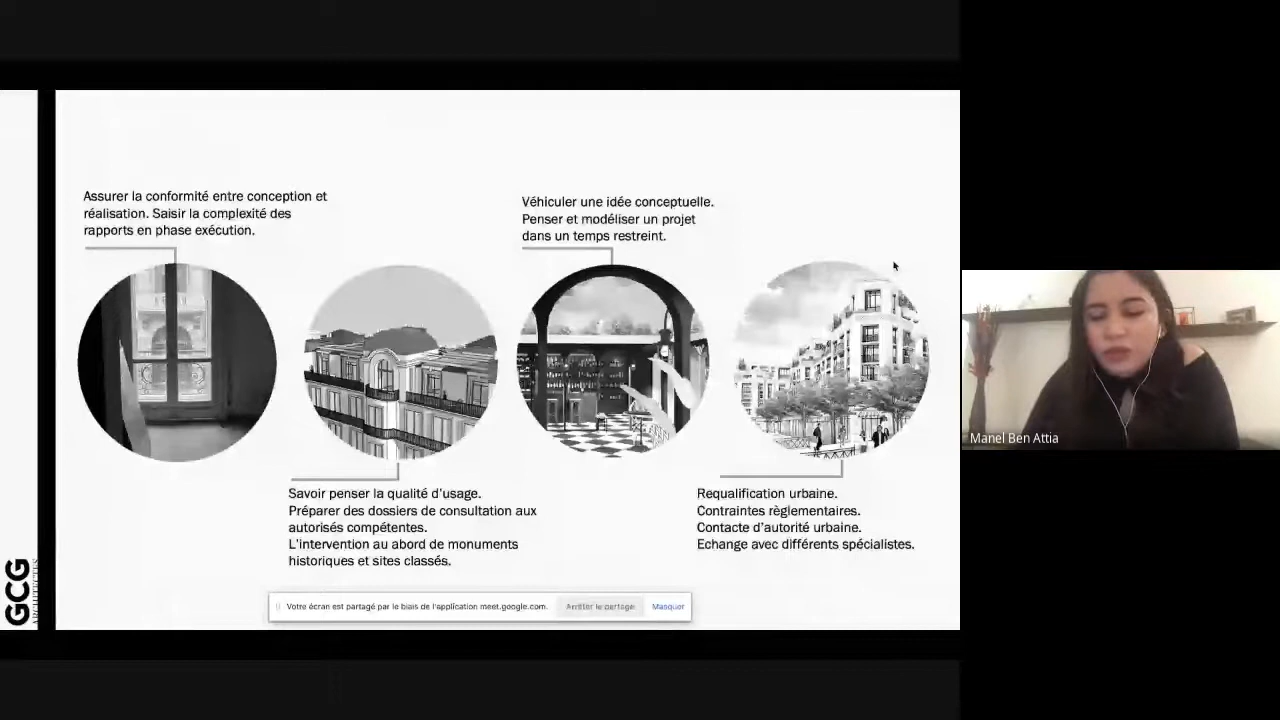 Assurer la conformité entre conception et
réalisation. Saisir la complexité des
rapports en phase exécution.
Véhiculer une idée conceptuelle.
Penser et modéliser un projet
dans un temps restreint.
Savoir penser la qualité d'usage.
Préparer des dossiers de consultation aux
autorisés compétentes.
L'intervention au abord de monuments
historiques et sites classés.
Requalification urbaine.
Contraintes règlementaires.
Contacte d'autorité urbaine.
Echange avec différents spécialistes.
GCG
ARCHITECTES
Votre écran est partagé par le biais de l'application meet.google.com.
Arrêter le partage
Masquer
Manel Ben Attia